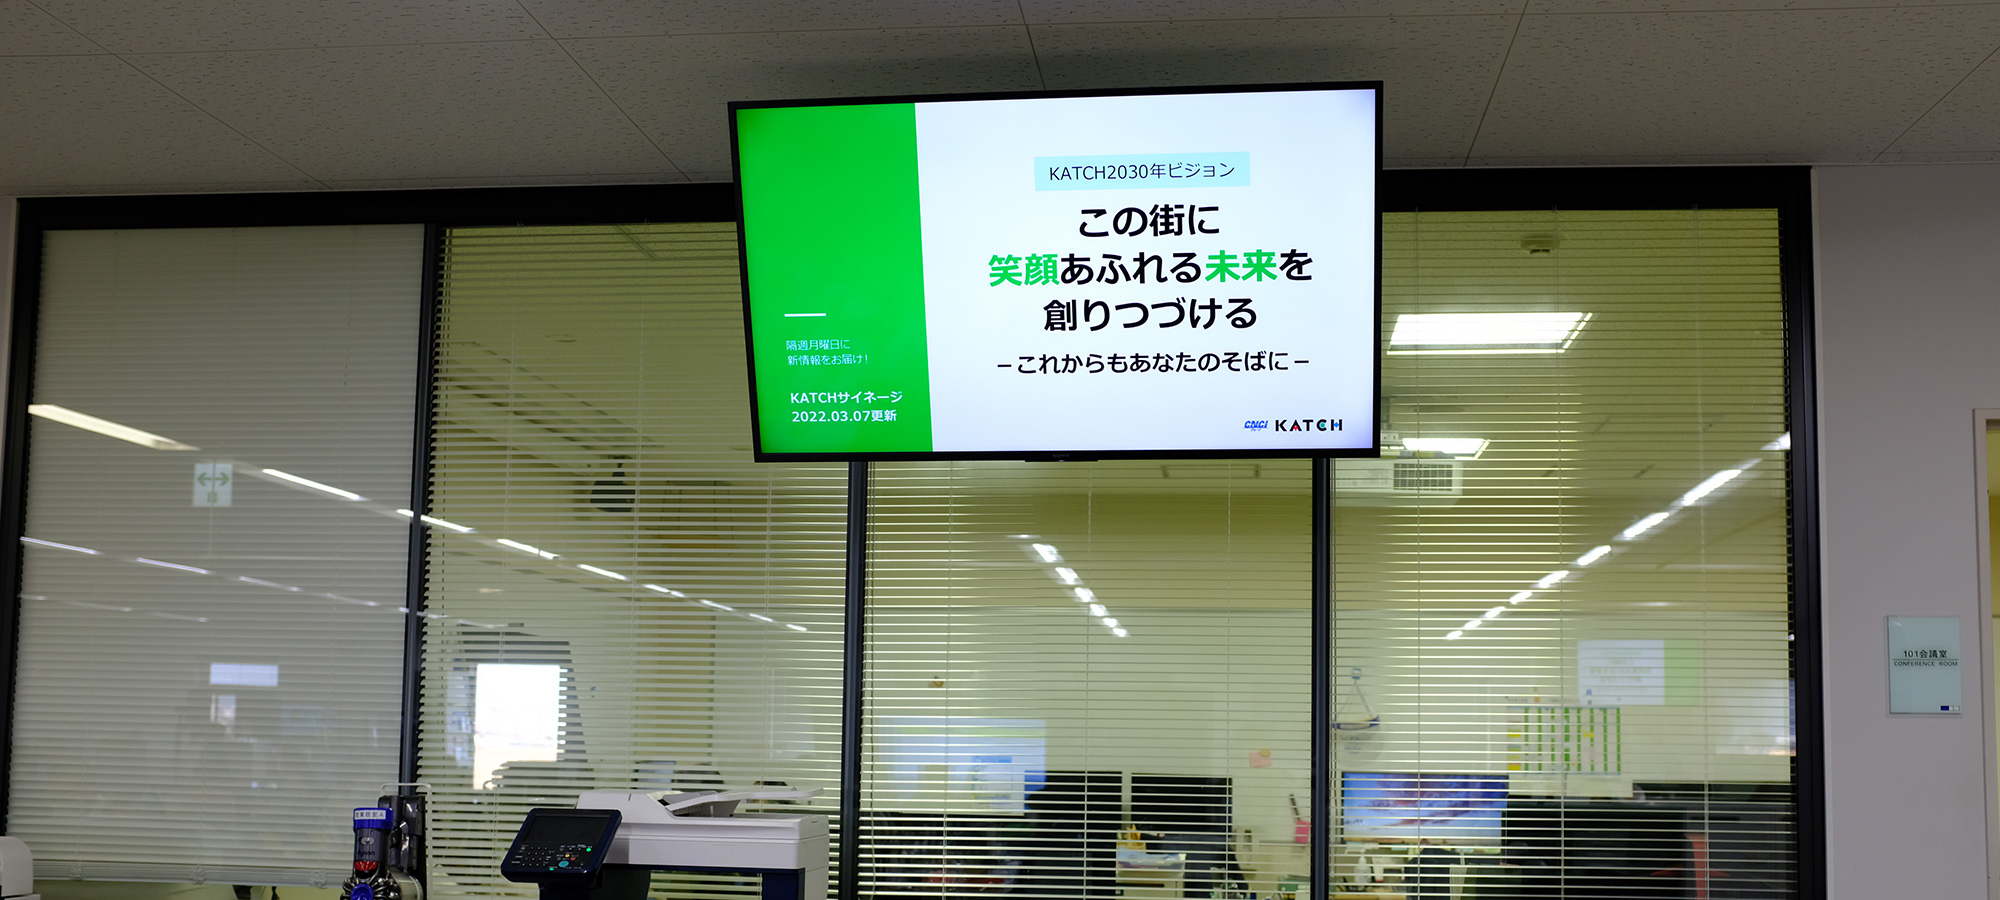 KATCH2030年ビジョン
この街に
笑顔あふれる未来を
創りつづける
－これからもあなたのそばに－
隔週月曜日に
新情報をお届け！
KATCHサイネージ
2022.03.07更新
CNCI
KATCH
101会議室
CONFERENCE ROOM
dyson